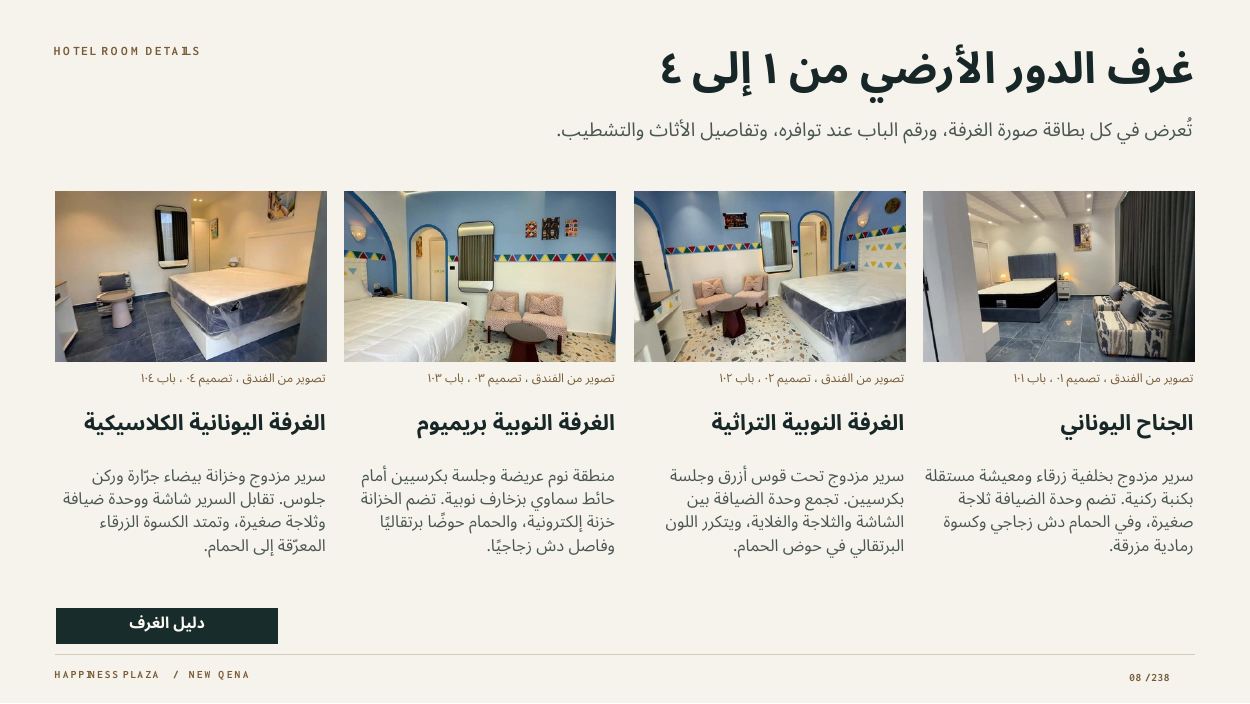 HOTEL ROOM DETAILS
غرف الدور الأرضي من ١ إلى ٤
تُعرض في كل بطاقة صورة الغرفة، ورقم الباب عند توافره، وتفاصيل الأثاث والتشطيب.
تصوير من الفندق ، تصميم ٠١ ، باب ١٠١
الجناح اليوناني
سرير مزدوج بخلفية زرقاء ومعيشة مستقلة
بكنبة ركنية. تضم وحدة الضيافة ثلاجة
صغيرة، وفي الحمام دش زجاجي وكسوة
رمادية مزرقة.
تصوير من الفندق ، تصميم ٠٢ ، باب ١٠٢
الغرفة النوبية التراثية
سرير مزدوج تحت قوس أزرق وجلسة
بكرسيين. تجمع وحدة الضيافة بين
الشاشة والثلاجة والغلاية، ويتكرر اللون
البرتقالي في حوض الحمام.
تصوير من الفندق ، تصميم ٠٣ ، باب ١٠٣
الغرفة النوبية بريميوم
منطقة نوم عريضة وجلسة بكرسيين أمام
حائط سماوي بزخارف نوبية. تضم الخزانة
خزنة إلكترونية، والحمام حوضًا برتقاليًا
وفاصل دش زجاجيًا.
تصوير من الفندق ، تصميم ٠٤ ، باب ١٠٤
الغرفة اليونانية الكلاسيكية
سرير مزدوج وخزانة بيضاء جرّارة وركن
جلوس. تقابل السرير شاشة ووحدة ضيافة
وثلاجة صغيرة، وتمتد الكسوة الزرقاء
المعرّقة إلى الحمام.
دليل الغرف
HAPPINESS PLAZA / NEW QENA
08 / 238